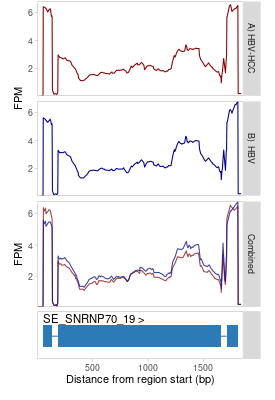 6
4
2
FPM
A) HBV-HCC
6
4
2
B) HBV
6
4
2
FPM
Combined
SE_SNRNP70_19 >
500 1000 1500
Distance from region start (bp)